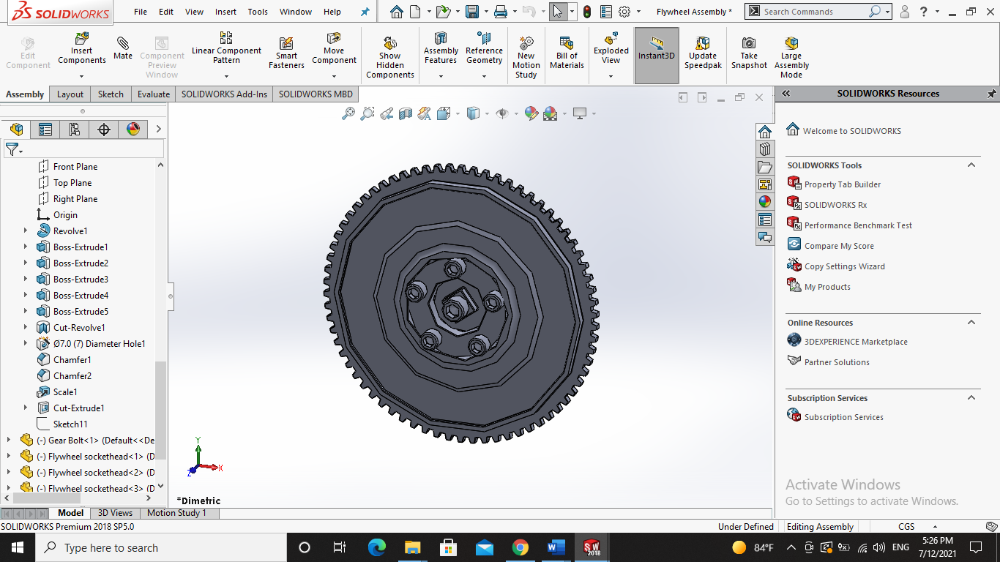 SOLIDWORKS
File Edit View Insert Tools Window Help
Flywheel Assembly *
Search Commands
Edit Component
Insert Components
Mate
Component Preview Window
Linear Component Pattern
Smart Fasteners
Move Component
Show Hidden Components
Assembly Features
Reference Geometry
New Motion Study
Bill of Materials
Exploded View
Instant3D
Update Speedpak
Take Snapshot
Large Assembly Mode
Assembly Layout Sketch Evaluate SOLIDWORKS Add-Ins SOLIDWORKS MBD
Front Plane
Top Plane
Right Plane
Origin
Revolve1
Boss-Extrude1
Boss-Extrude2
Boss-Extrude3
Boss-Extrude4
Boss-Extrude5
Cut-Revolve1
Ø7.0 (7) Diameter Hole1
Chamfer1
Chamfer2
Scale1
Cut-Extrude1
Sketch11
(-) Gear Bolt<1> (Default<<De
(-) Flywheel sockethead<1> (D
(-) Flywheel sockethead<2> (D
(-) Flywheel sockethead<3> (D
Y
X
Z
*Dimetric
SOLIDWORKS Resources
Welcome to SOLIDWORKS
SOLIDWORKS Tools
Property Tab Builder
SOLIDWORKS Rx
Performance Benchmark Test
Compare My Score
Copy Settings Wizard
My Products
Online Resources
3DEXPERIENCE Marketplace
Partner Solutions
Subscription Services
Subscription Services
Activate Windows
Go to Settings to activate Windows.
Model 3D Views Motion Study 1
SOLIDWORKS Premium 2018 SP5.0
Under Defined Editing Assembly CGS
Type here to search
SW 2018
84°F
ENG
5:26 PM
7/12/2021